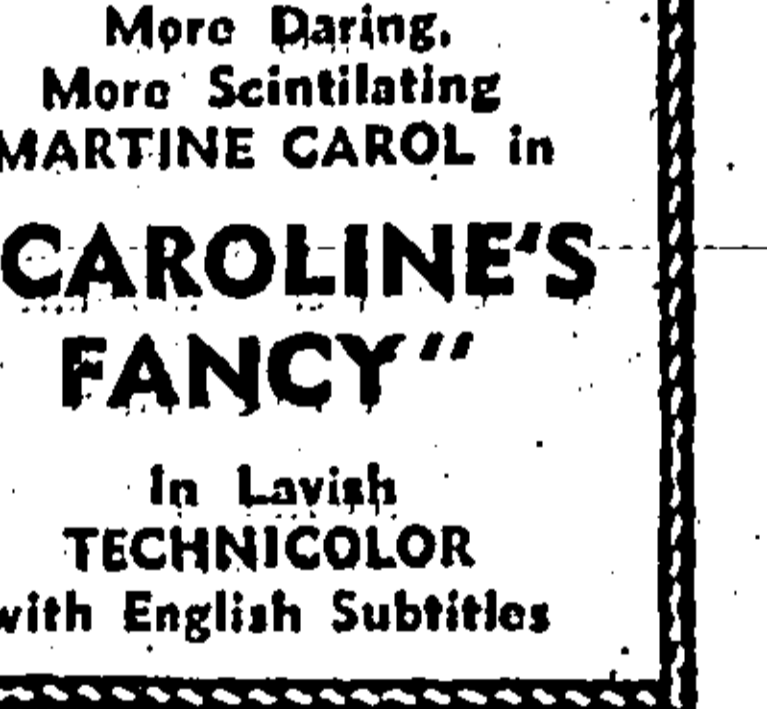 More Daring,
More Scintilating
MARTINE CAROL in
CAROLINE'S
FANCY"
In Lavish
TECHNICOLOR
with English Subtitles